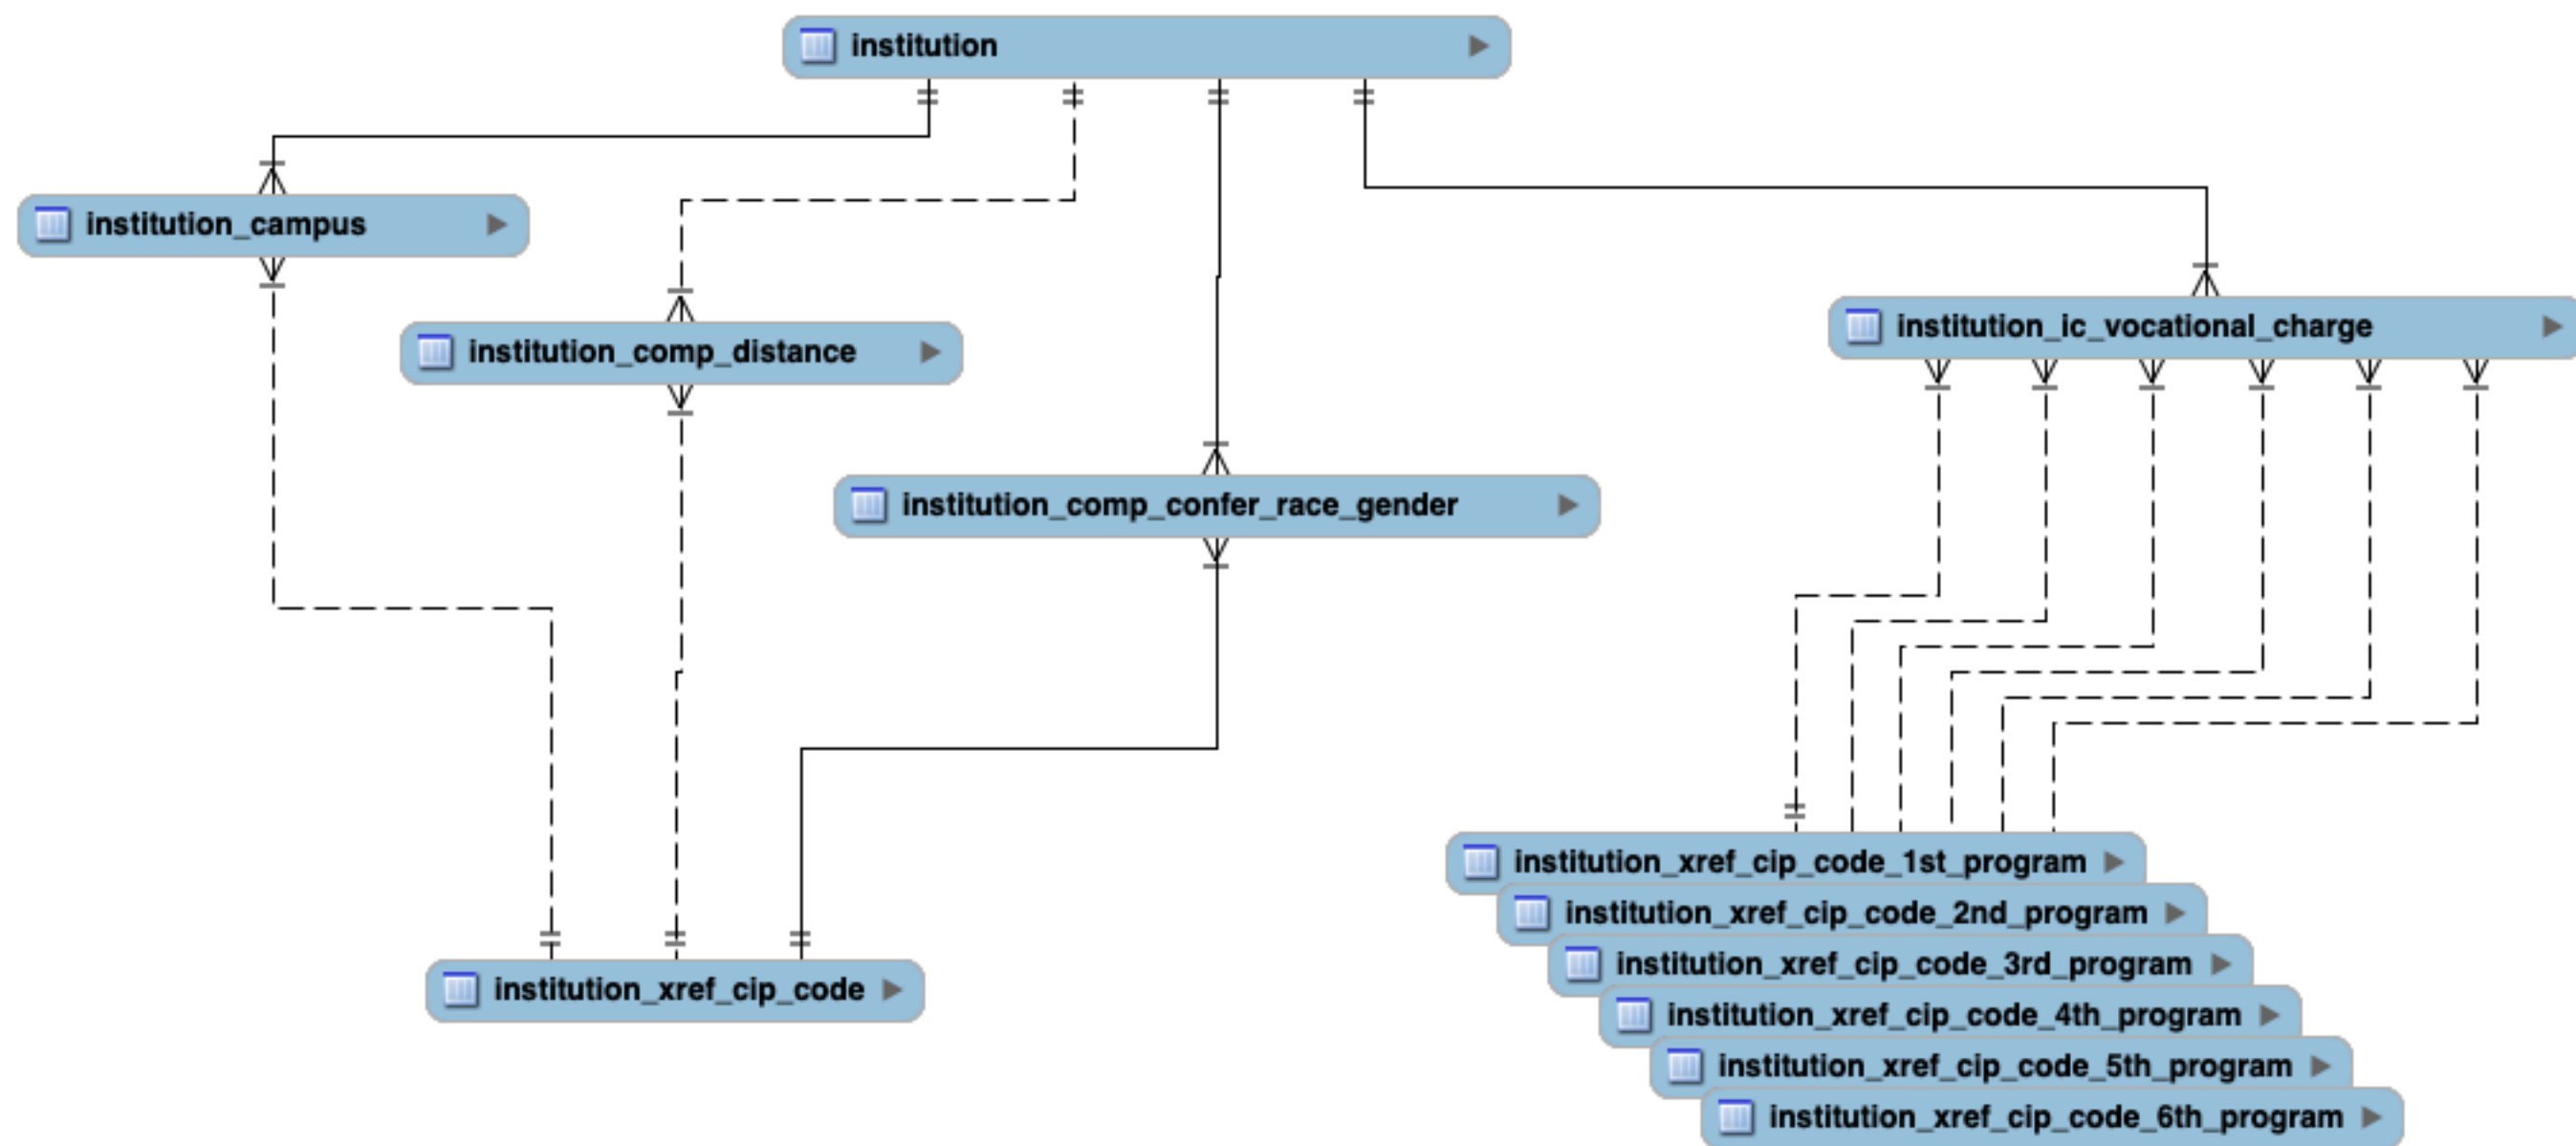 institution
institution_campus
institution_comp_distance
institution_ic_vocational_charge
institution_comp_confer_race_gender
institution_xref_cip_code
institution_xref_cip_code_1st_program
institution_xref_cip_code_2nd_program
institution_xref_cip_code_3rd_program
institution_xref_cip_code_4th_program
institution_xref_cip_code_5th_program
institution_xref_cip_code_6th_program